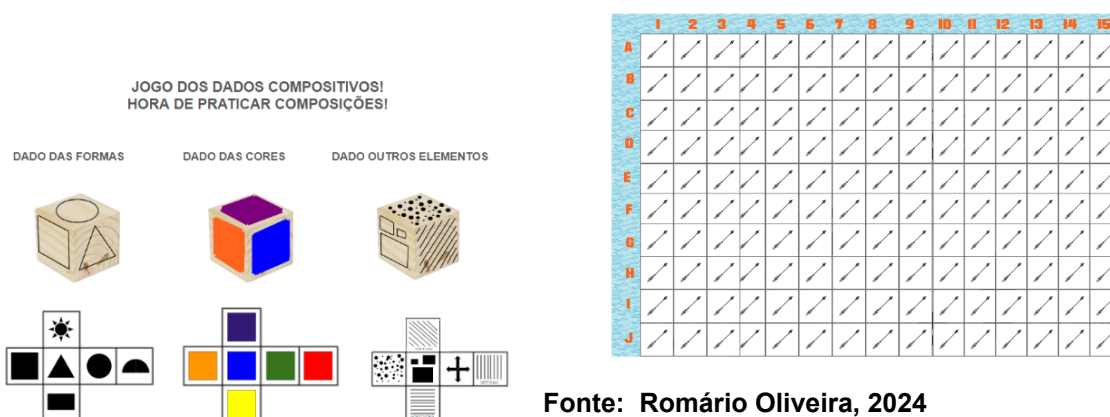 JOGO DOS DADOS COMPOSITIVOS!
HORA DE PRATICAR COMPOSIÇÕES!
DADO DAS FORMAS DADO DAS CORES DADO OUTROS ELEMENTOS
1 2 3 4 5 6 7 8 9 10 11 12 13 14 15
A
B
C
D
E
F
G
H
I
J
Fonte: Romário Oliveira, 2024